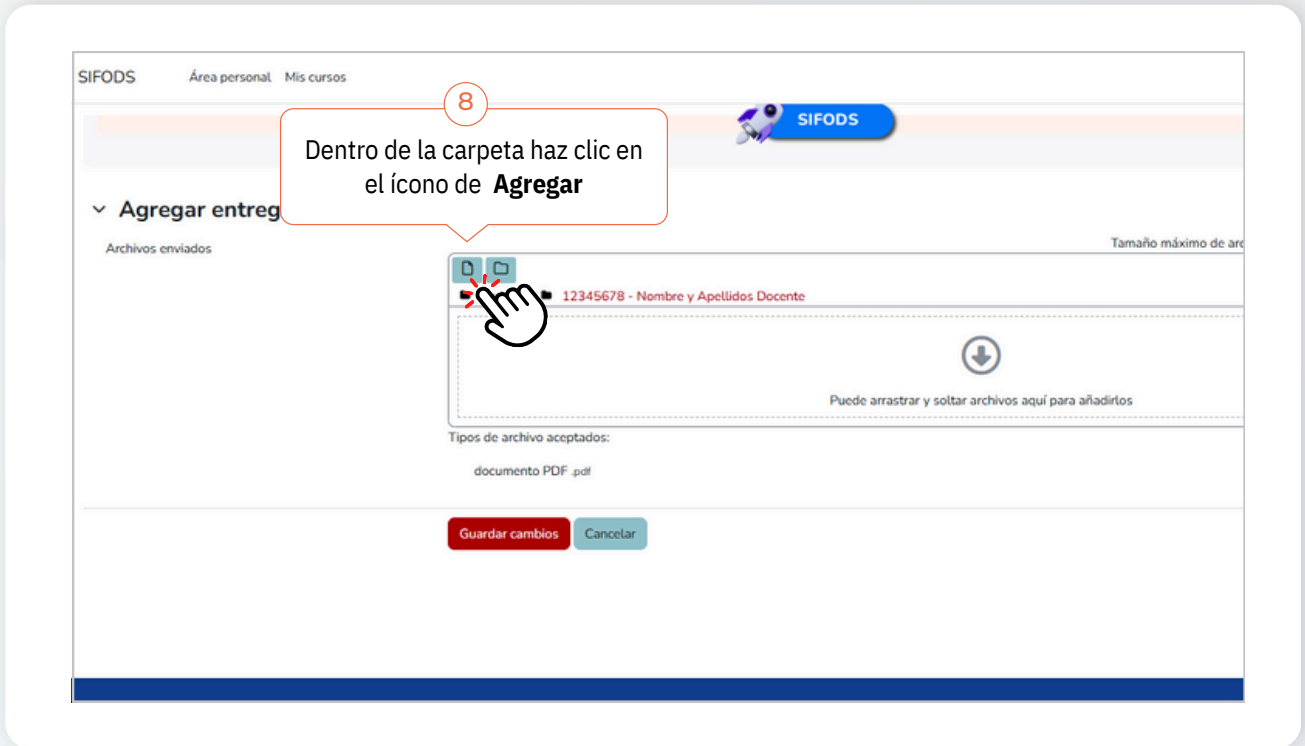 SIFODS Área personal Mis cursos
8
SIFODS
Dentro de la carpeta haz clic en
el ícono de Agregar
Agregar entreg
Archivos enviados
Tamaño máximo de arc
12345678 - Nombre y Apellidos Docente
Puede arrastrar y soltar archivos aquí para añadirlos
Tipos de archivo aceptados:
documento PDF .pdf
Guardar cambios Cancelar